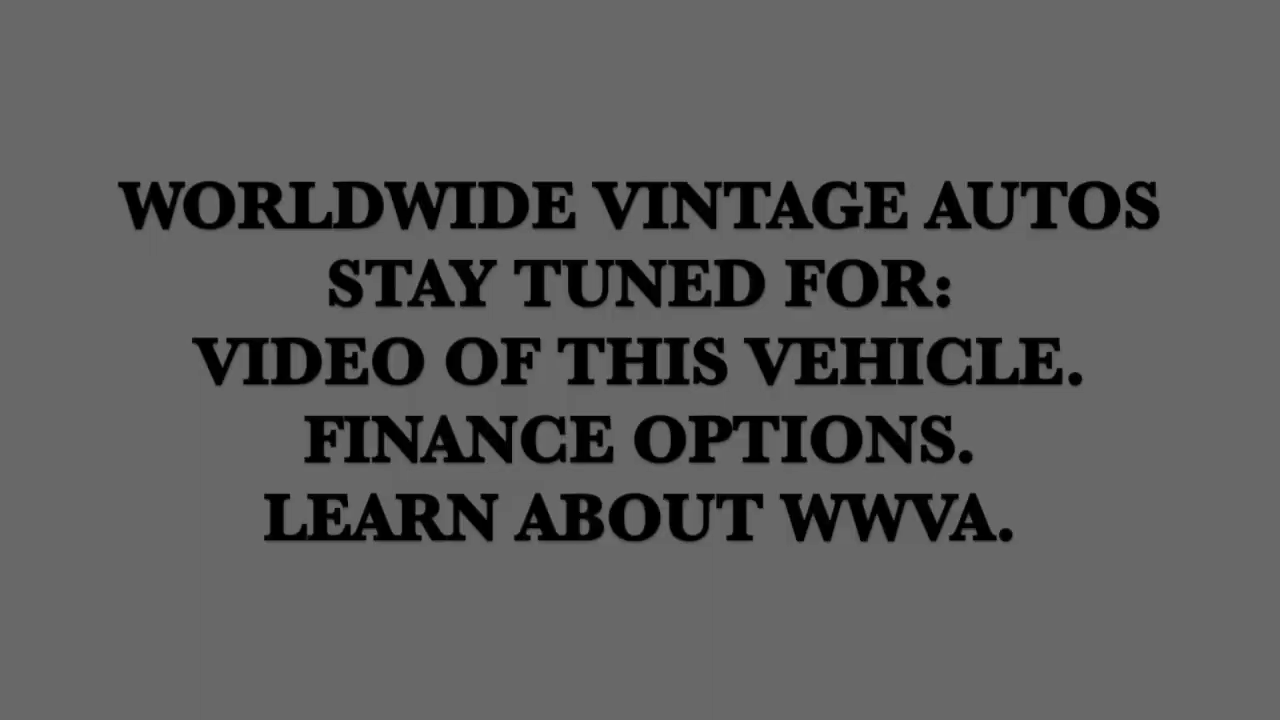 WORLDWIDE VINTAGE AUTOS
STAY TUNED FOR:
VIDEO OF THIS VEHICLE.
FINANCE OPTIONS.
LEARN ABOUT WWVA.